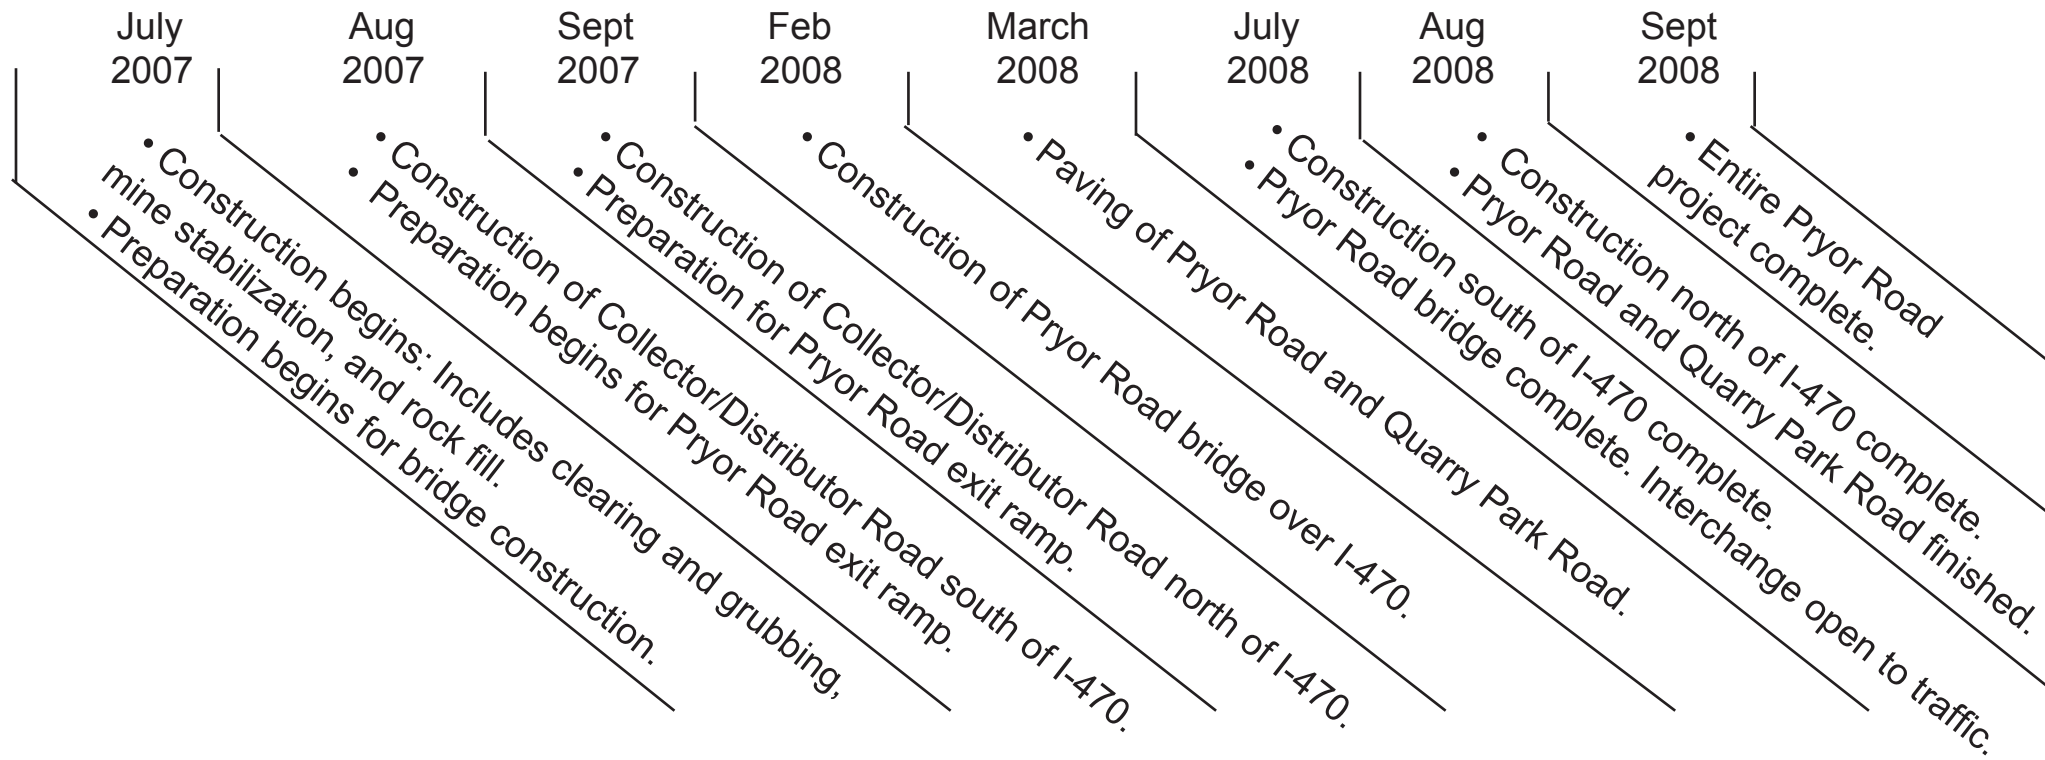 July
2007
• Construction begins: Includes clearing and grubbing,
mine stabilization, and rock fill.
• Preparation begins for bridge construction.
Aug
2007
• Construction of Collector/Distributor Road south of I-470.
• Preparation begins for Pryor Road exit ramp.
Sept
2007
• Construction of Collector/Distributor Road north of I-470.
• Preparation for Pryor Road exit ramp.
Feb
2008
• Construction of Pryor Road bridge over I-470.
March
2008
• Paving of Pryor Road and Quarry Park Road.
July
2008
• Construction south of I-470 complete.
• Pryor Road bridge complete. Interchange open to traffic.
Aug
2008
• Construction north of I-470 complete.
• Pryor Road and Quarry Park Road finished.
Sept
2008
• Entire Pryor Road
project complete.